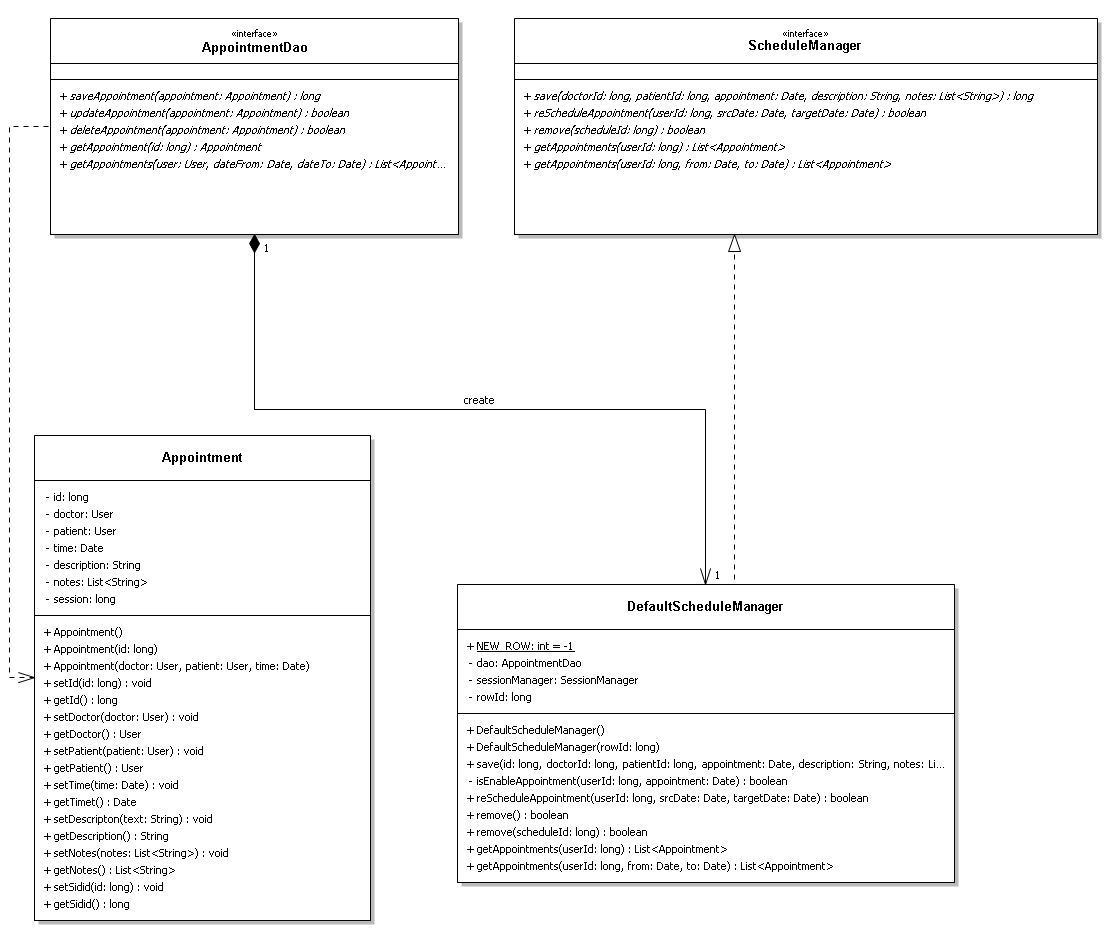 «interface»
AppointmentDao
+ saveAppointment(appointment: Appointment) : long
+ updateAppointment(appointment: Appointment) : boolean
+ deleteAppointment(appointment: Appointment) : boolean
+ getAppointment(id: long) : Appointment
+ getAppointments(user: User, dateFrom: Date, dateTo: Date) : List<Appoint...
«interface»
ScheduleManager
+ save(doctorId: long, patientId: long, appointment: Date, description: String, notes: List<String>) : long
+ reScheduleAppointment(userId: long, srcDate: Date, targetDate: Date) : boolean
+ remove(scheduleId: long) : boolean
+ getAppointments(userId: long) : List<Appointment>
+ getAppointments(userId: long, from: Date, to: Date) : List<Appointment>
1
create
1
Appointment
- id: long
- doctor: User
- patient: User
- time: Date
- description: String
- notes: List<String>
- session: long
+ Appointment()
+ Appointment(id: long)
+ Appointment(doctor: User, patient: User, time: Date)
+ setId(id: long) : void
+ getId() : long
+ setDoctor(doctor: User) : void
+ getDoctor() : User
+ setPatient(patient: User) : void
+ getPatient() : User
+ setTime(time: Date) : void
+ getTimet() : Date
+ setDescripton(text: String) : void
+ getDescription() : String
+ setNotes(notes: List<String>) : void
+ getNotes() : List<String>
+ setSidid(id: long) : void
+ getSidid() : long
DefaultScheduleManager
+ NEW_ROW: int = -1
- dao: AppointmentDao
- sessionManager: SessionManager
- rowId: long
+ DefaultScheduleManager()
+ DefaultScheduleManager(rowId: long)
+ save(id: long, doctorId: long, patientId: long, appointment: Date, description: String, notes: Li...
- isEnableAppointment(userId: long, appointment: Date) : boolean
+ reScheduleAppointment(userId: long, srcDate: Date, targetDate: Date) : boolean
+ remove() : boolean
+ remove(scheduleId: long) : boolean
+ getAppointments(userId: long) : List<Appointment>
+ getAppointments(userId: long, from: Date, to: Date) : List<Appointment>